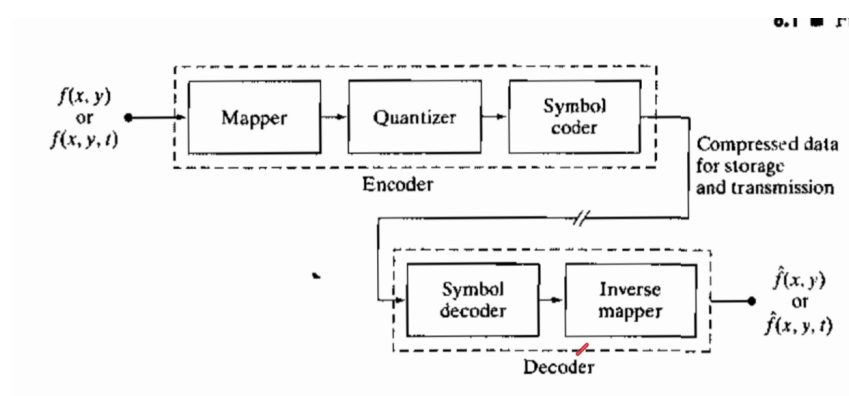 f(x, y)
or
f(x, y, t)
Mapper
Quantizer
Symbol
coder
Encoder
Compressed data
for storage
and transmission
Symbol
decoder
Inverse
mapper
Decoder
f̂(x, y)
or
f̂(x, y, t)